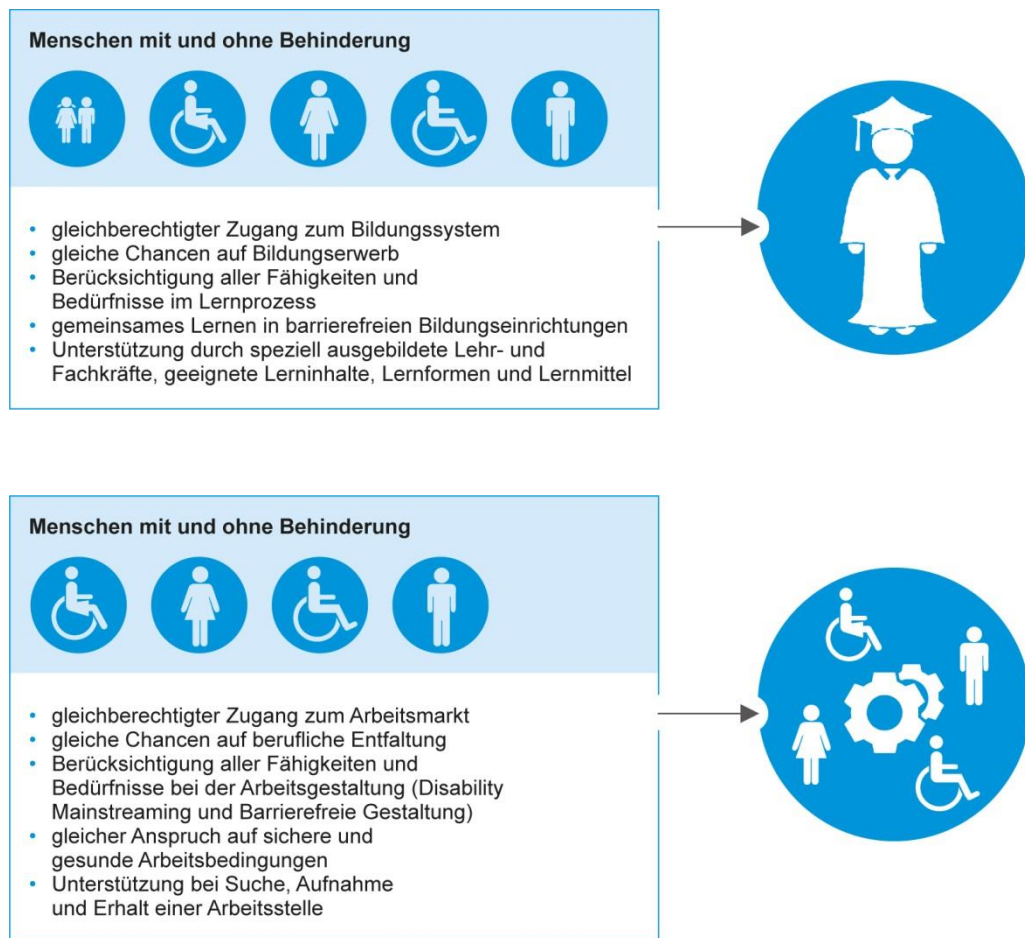 Menschen mit und ohne Behinderung
• gleichberechtigter Zugang zum Bildungssystem
• gleiche Chancen auf Bildungserwerb
• Berücksichtigung aller Fähigkeiten und
Bedürfnisse im Lernprozess
• gemeinsames Lernen in barrierefreien Bildungseinrichtungen
• Unterstützung durch speziell ausgebildete Lehr- und
Fachkräfte, geeignete Lerninhalte, Lernformen und Lernmittel
Menschen mit und ohne Behinderung
• gleichberechtigter Zugang zum Arbeitsmarkt
• gleiche Chancen auf berufliche Entfaltung
• Berücksichtigung aller Fähigkeiten und
Bedürfnisse bei der Arbeitsgestaltung (Disability
Mainstreaming und Barrierefreie Gestaltung)
• gleicher Anspruch auf sichere und
gesunde Arbeitsbedingungen
• Unterstützung bei Suche, Aufnahme
und Erhalt einer Arbeitsstelle